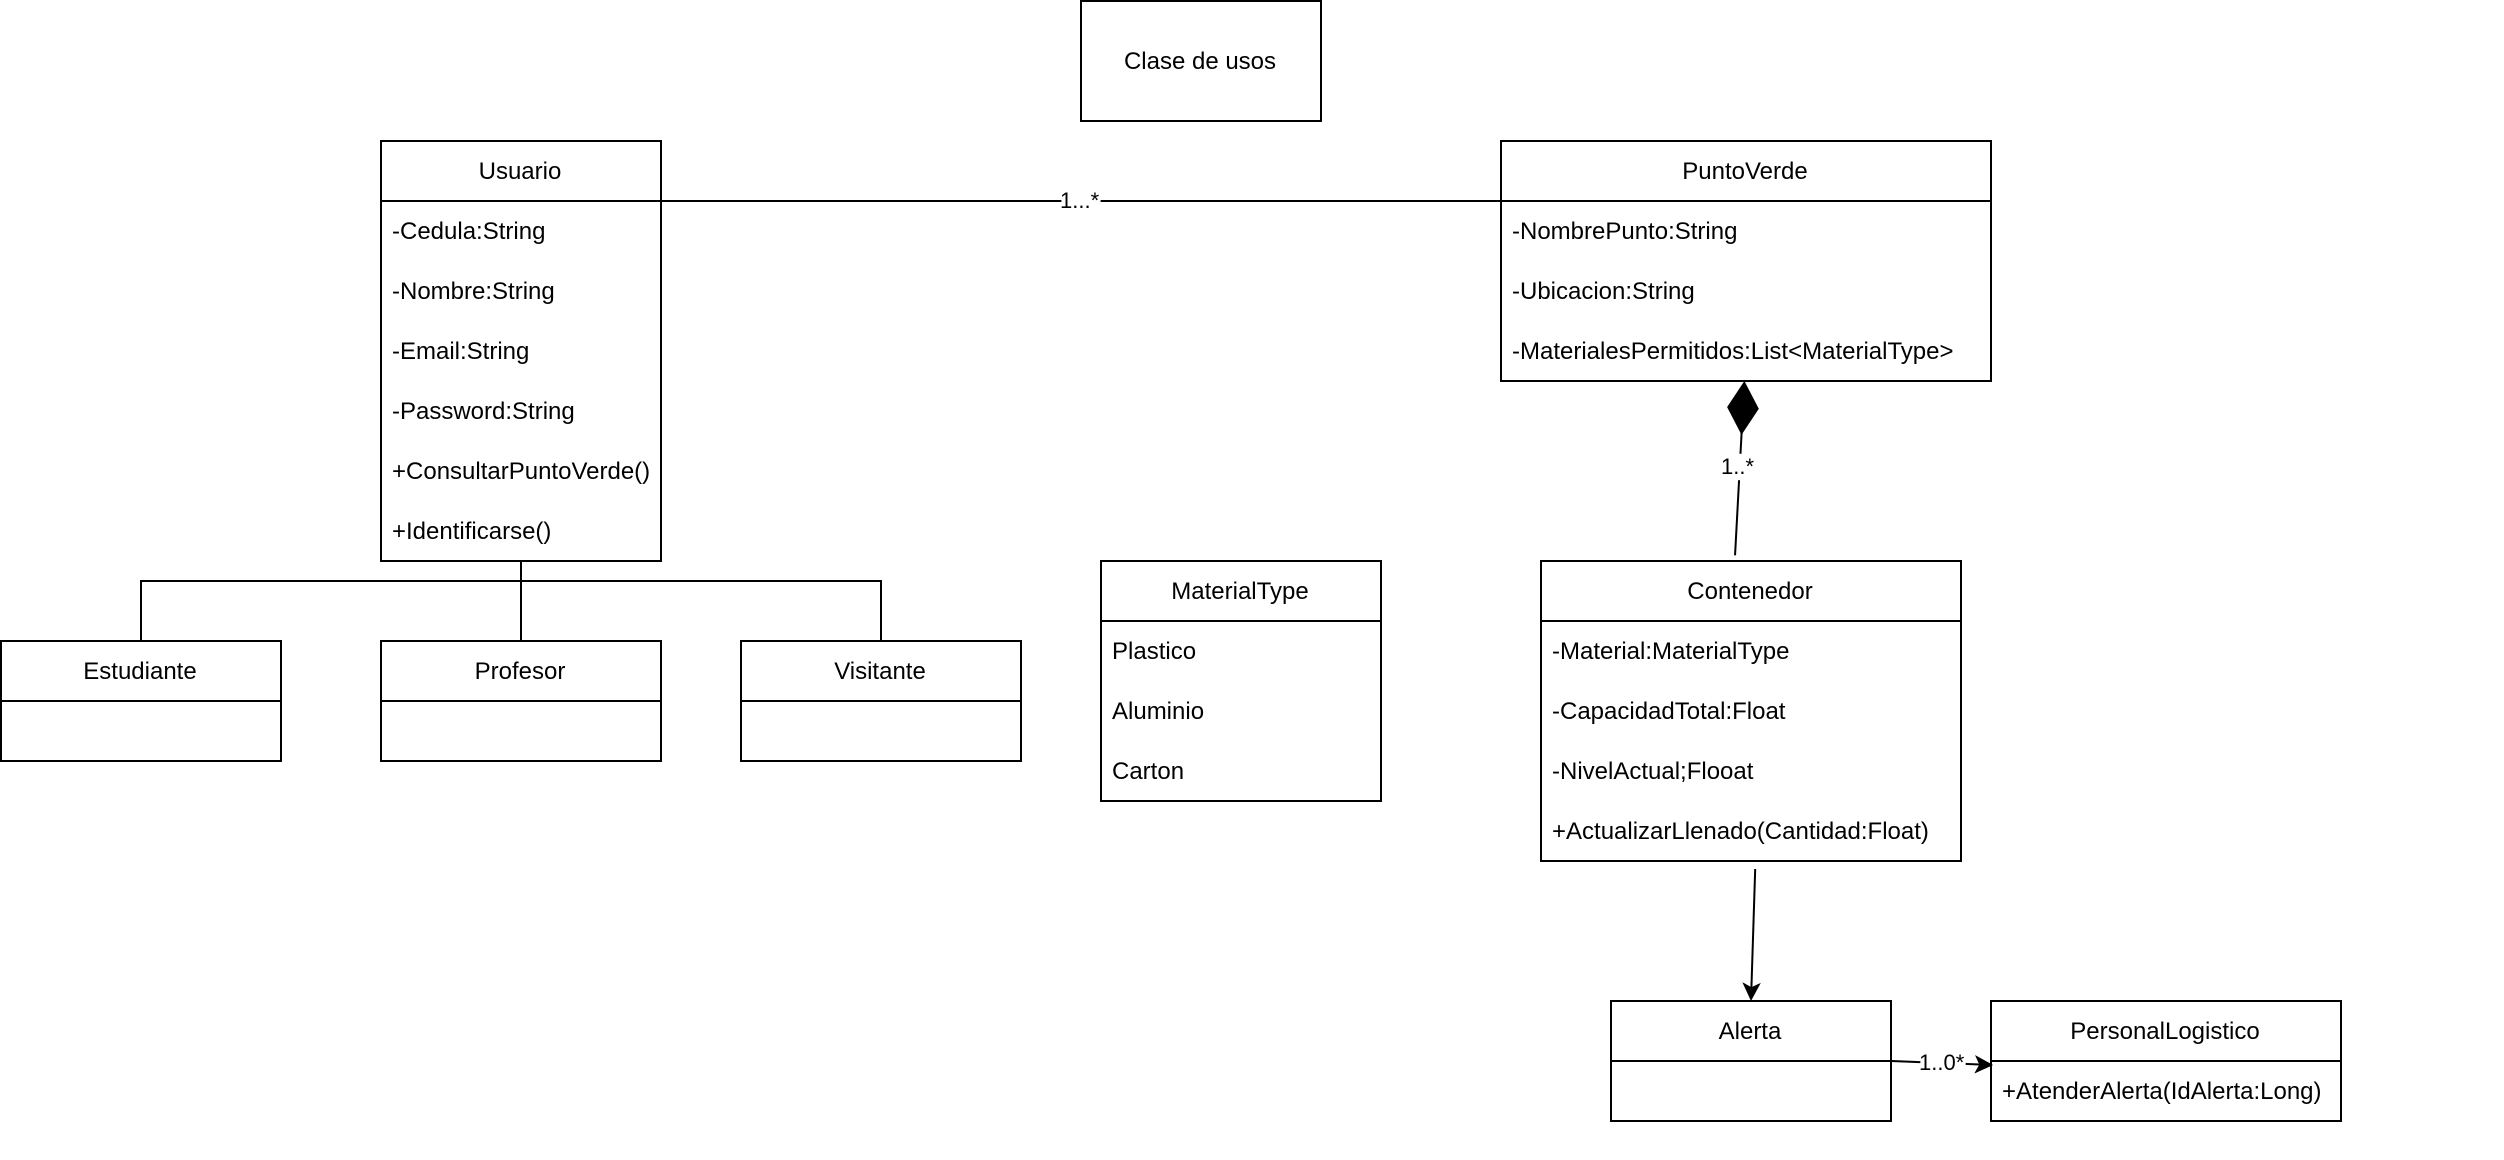 Clase de usos
Usuario
-Cedula:String
-Nombre:String
-Email:String
-Password:String
+ConsultarPuntoVerde()
+Identificarse()
1...*
PuntoVerde
-NombrePunto:String
-Ubicacion:String
-MaterialesPermitidos:List<MaterialType>
1..*
Estudiante
Profesor
Visitante
MaterialType
Plastico
Aluminio
Carton
Contenedor
-Material:MaterialType
-CapacidadTotal:Float
-NivelActual;Flooat
+ActualizarLlenado(Cantidad:Float)
Alerta
1..0*
PersonalLogistico
+AtenderAlerta(IdAlerta:Long)